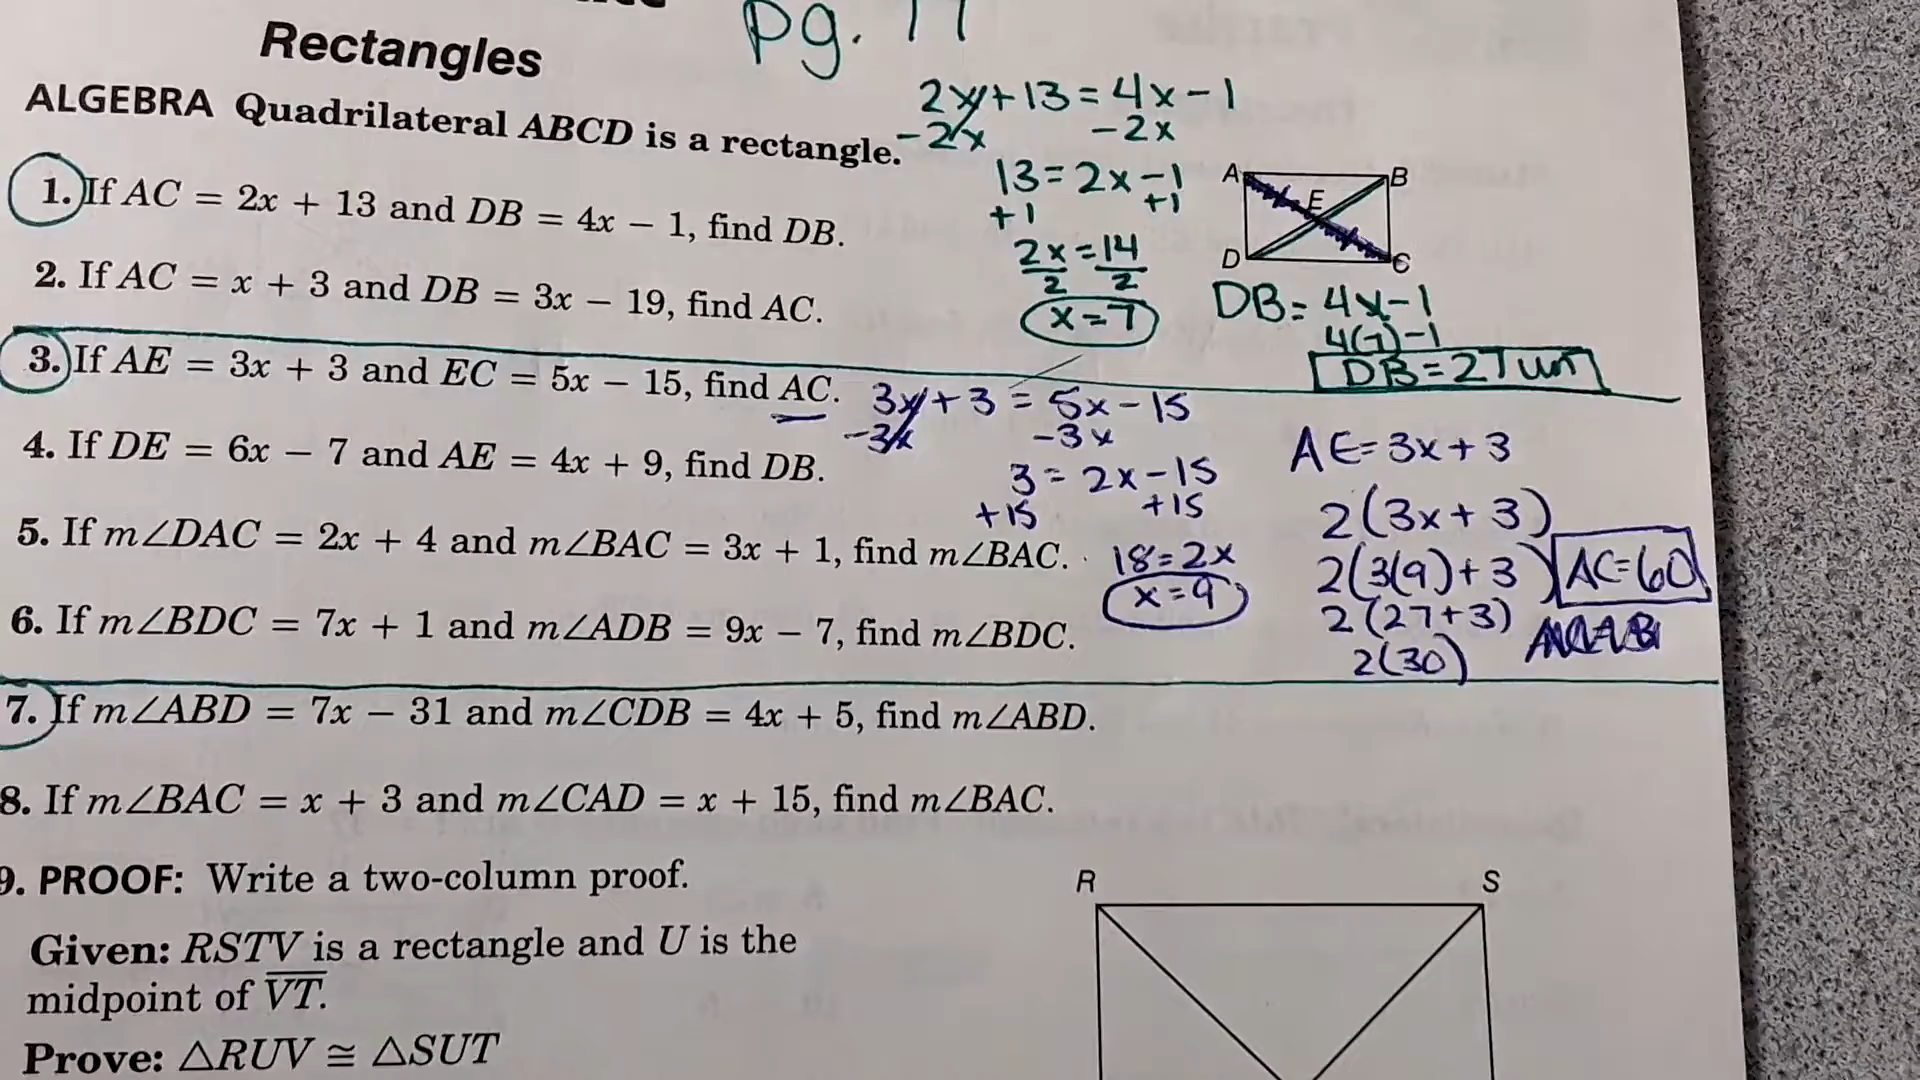 pg. 17
Rectangles
ALGEBRA Quadrilateral ABCD is a rectangle.
1. If AC = 2x + 13 and DB = 4x − 1, find DB.
2. If AC = x + 3 and DB = 3x − 19, find AC.
3. If AE = 3x + 3 and EC = 5x − 15, find AC.
4. If DE = 6x − 7 and AE = 4x + 9, find DB.
5. If m∠DAC = 2x + 4 and m∠BAC = 3x + 1, find m∠BAC.
6. If m∠BDC = 7x + 1 and m∠ADB = 9x − 7, find m∠BDC.
7. If m∠ABD = 7x − 31 and m∠CDB = 4x + 5, find m∠ABD.
8. If m∠BAC = x + 3 and m∠CAD = x + 15, find m∠BAC.
9. PROOF: Write a two-column proof.
Given: RSTV is a rectangle and U is the
midpoint of V̅T̅.
Prove: △RUV ≅ △SUT
2x+13=4x-1
-2x -2x
13=2x-1
+1 +1
2x=14
2 2
x=7
A B
E
D C
DB=4x-1
4(7)-1
DB=27
3x+3=5x-15
-3x -3x
3=2x-15
+15 +15
18=2x
x=9
AE=3x+3
2(3x+3)
2(3(9)+3)
AC=60
2(27+3)
2(30)
R S